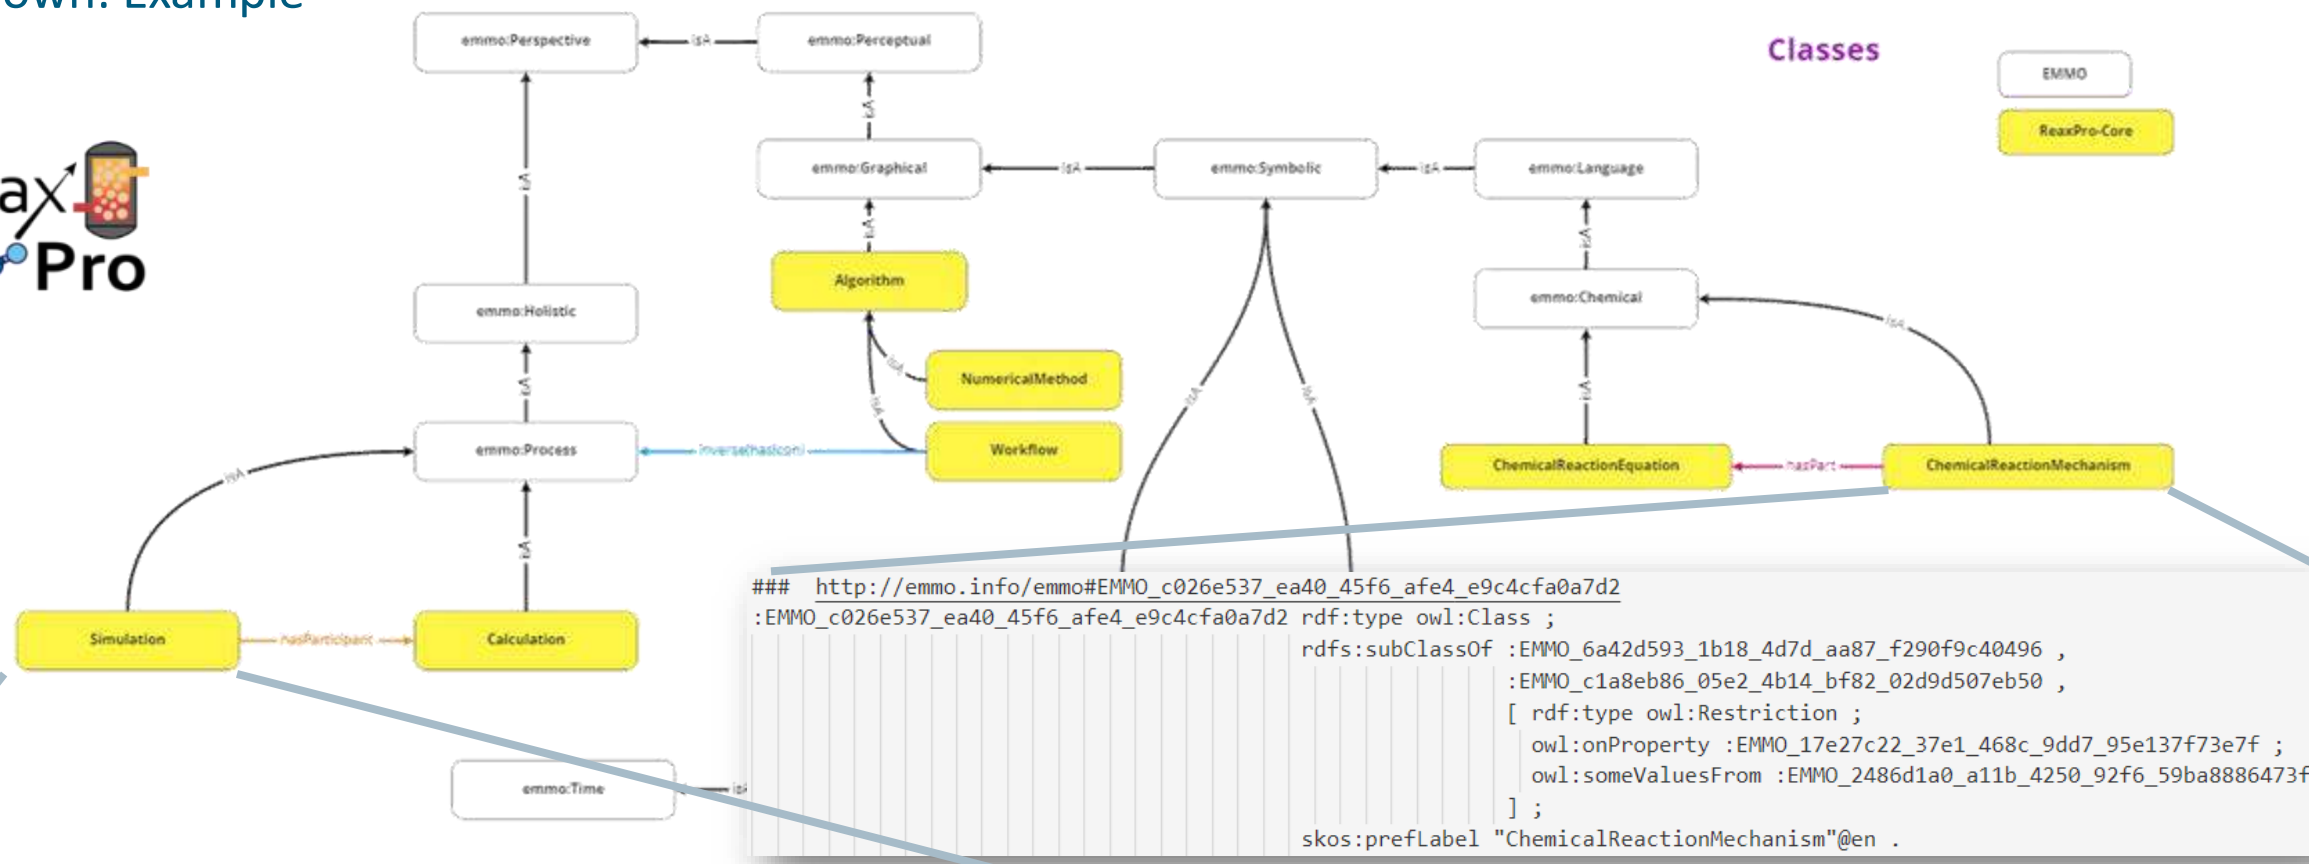 own: Example
emmo:Perspective
isA
emmo:Perceptual
Classes
EMMO
ReaxPro-Core
isA
isA
ax
Pro
emmo:Graphical
isA
emmo:Symbolic
isA
emmo:Language
isA
isA
Algorithm
emmo:Holistic
emmo:Chemical
isA
isA
NumericalMethod
isA
isA
isA
isA
isA
isA
emmo:Process
inverse(hasIcon)
Workflow
ChemicalReactionEquation
hasPart
ChemicalReactionMechanism
isA
isA
Simulation
hasParticipant
Calculation
emmo:Time
### http://emmo.info/emmo#EMMO_c026e537_ea40_45f6_afe4_e9c4cfa0a7d2
:EMMO_c026e537_ea40_45f6_afe4_e9c4cfa0a7d2 rdf:type owl:Class ;
rdfs:subClassOf :EMMO_6a42d593_1b18_4d7d_aa87_f290f9c40496 ,
:EMMO_c1a8eb86_05e2_4b14_bf82_02d9d507eb50 ,
[ rdf:type owl:Restriction ;
owl:onProperty :EMMO_17e27c22_37e1_468c_9dd7_95e137f73e7f ;
owl:someValuesFrom :EMMO_2486d1a0_a11b_4250_92f6_59ba8886473f
] ;
skos:prefLabel "ChemicalReactionMechanism"@en .